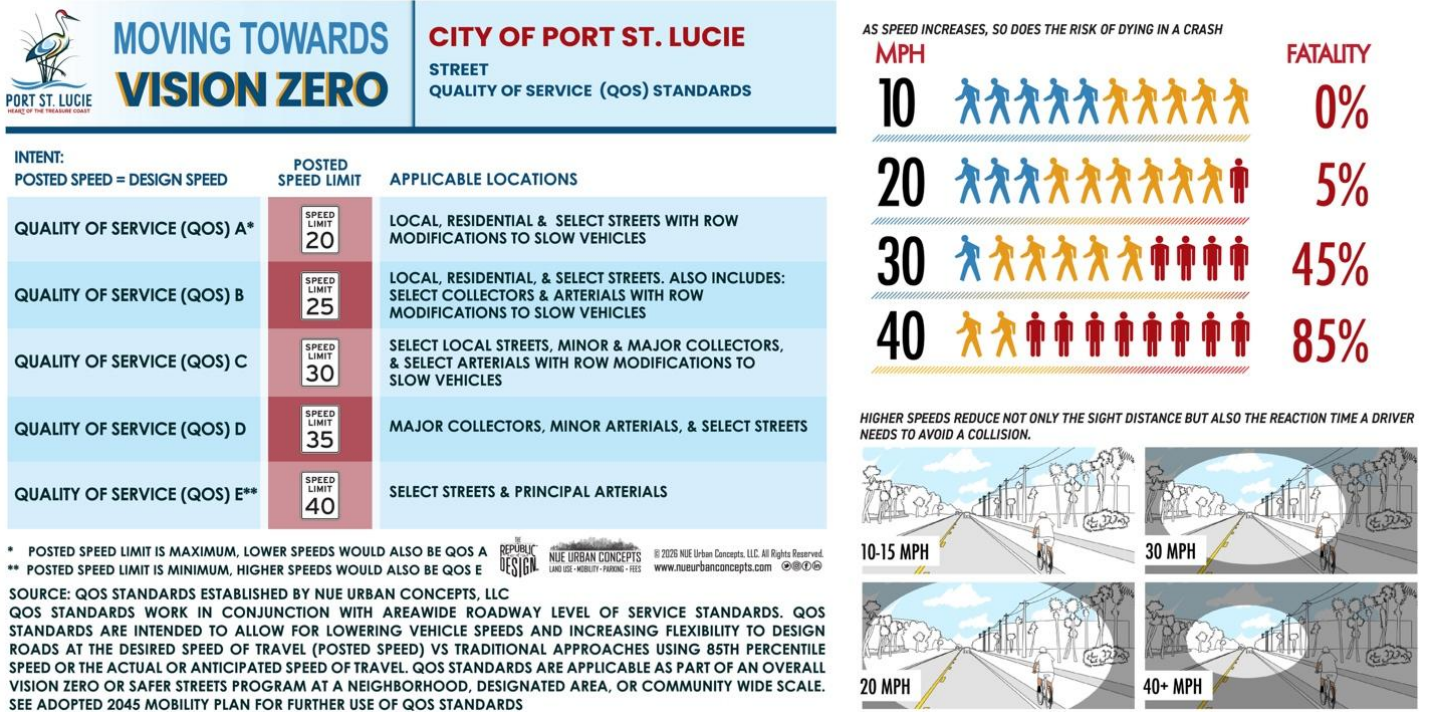 PORT ST. LUCIE
HEART OF THE TREASURE COAST
MOVING TOWARDS
VISION ZERO
CITY OF PORT ST. LUCIE
STREET
QUALITY OF SERVICE (QOS) STANDARDS
INTENT:
POSTED SPEED = DESIGN SPEED
POSTED
SPEED LIMIT
APPLICABLE LOCATIONS
QUALITY OF SERVICE (QOS) A*
SPEED
LIMIT
20
LOCAL, RESIDENTIAL & SELECT STREETS WITH ROW
MODIFICATIONS TO SLOW VEHICLES
QUALITY OF SERVICE (QOS) B
SPEED
LIMIT
25
LOCAL, RESIDENTIAL, & SELECT STREETS. ALSO INCLUDES:
SELECT COLLECTORS & ARTERIALS WITH ROW
MODIFICATIONS TO SLOW VEHICLES
QUALITY OF SERVICE (QOS) C
SPEED
LIMIT
30
SELECT LOCAL STREETS, MINOR & MAJOR COLLECTORS,
& SELECT ARTERIALS WITH ROW MODIFICATIONS TO
SLOW VEHICLES
QUALITY OF SERVICE (QOS) D
SPEED
LIMIT
35
MAJOR COLLECTORS, MINOR ARTERIALS, & SELECT STREETS
QUALITY OF SERVICE (QOS) E**
SPEED
LIMIT
40
SELECT STREETS & PRINCIPAL ARTERIALS
* POSTED SPEED LIMIT IS MAXIMUM, LOWER SPEEDS WOULD ALSO BE QOS A
** POSTED SPEED LIMIT IS MINIMUM, HIGHER SPEEDS WOULD ALSO BE QOS E
THE
REPUBLIC
OF
DESIGN
NUE URBAN CONCEPTS
LAND USE • MOBILITY • PARKING • FEES
© 2026 NUE Urban Concepts, LLC. All Rights Reserved.
www.nueurbanconcepts.com
SOURCE: QOS STANDARDS ESTABLISHED BY NUE URBAN CONCEPTS, LLC
QOS STANDARDS WORK IN CONJUNCTION WITH AREAWIDE ROADWAY LEVEL OF SERVICE STANDARDS. QOS
STANDARDS ARE INTENDED TO ALLOW FOR LOWERING VEHICLE SPEEDS AND INCREASING FLEXIBILITY TO DESIGN
ROADS AT THE DESIRED SPEED OF TRAVEL (POSTED SPEED) VS TRADITIONAL APPROACHES USING 85TH PERCENTILE
SPEED OR THE ACTUAL OR ANTICIPATED SPEED OF TRAVEL. QOS STANDARDS ARE APPLICABLE AS PART OF AN OVERALL
VISION ZERO OR SAFER STREETS PROGRAM AT A NEIGHBORHOOD, DESIGNATED AREA, OR COMMUNITY WIDE SCALE.
SEE ADOPTED 2045 MOBILITY PLAN FOR FURTHER USE OF QOS STANDARDS
AS SPEED INCREASES, SO DOES THE RISK OF DYING IN A CRASH
MPH
FATALITY
10
0%
20
5%
30
45%
40
85%
HIGHER SPEEDS REDUCE NOT ONLY THE SIGHT DISTANCE BUT ALSO THE REACTION TIME A DRIVER
NEEDS TO AVOID A COLLISION.
10-15 MPH
30 MPH
20 MPH
40+ MPH